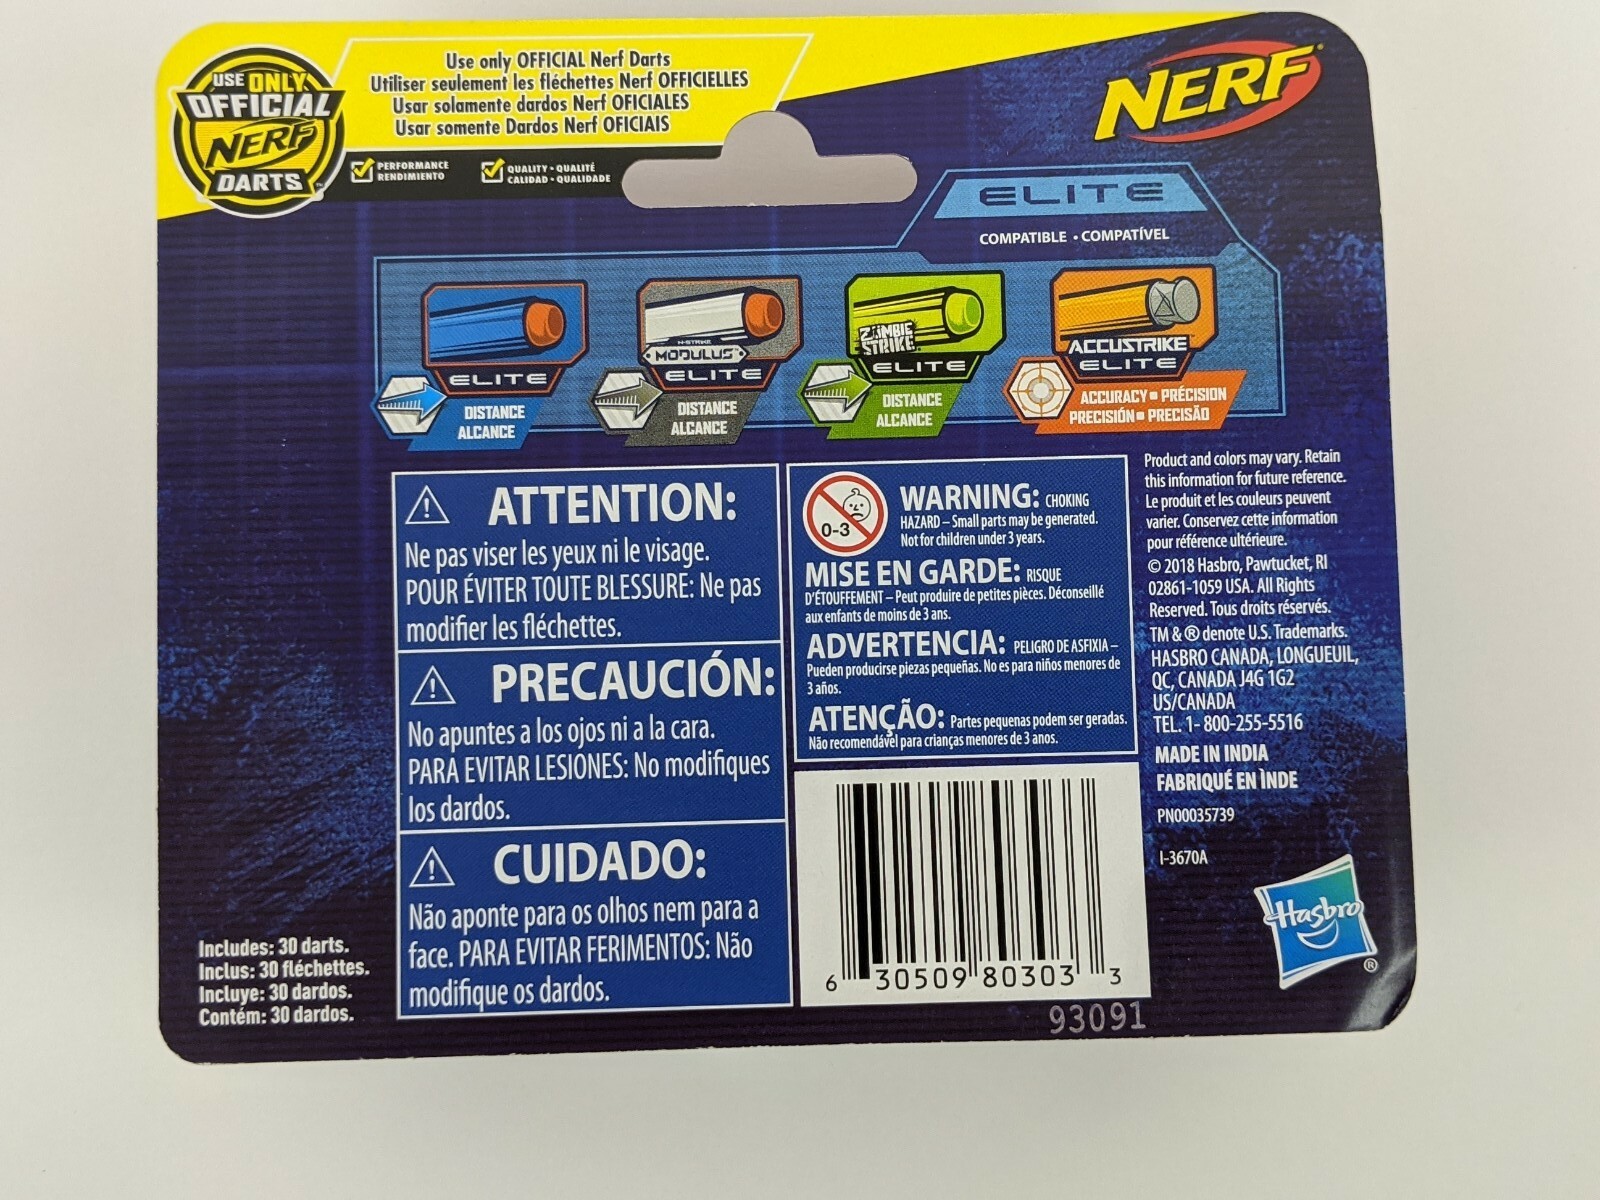 USE ONLY
OFFICIAL
NERF
DARTS™
Use only OFFICIAL Nerf Darts
Utiliser seulement les fléchettes Nerf OFFICIELLES
Usar solamente dardos Nerf OFICIALES
Usar somente Dardos Nerf OFICIAIS
PERFORMANCE
RENDIMIENTO
QUALITY • QUALITÉ
CALIDAD • QUALIDADE
NERF
ELITE
COMPATIBLE • COMPATÍVEL
ELITE
DISTANCE
ALCANCE
N-STRIKE
MODULUS™
ELITE
DISTANCE
ALCANCE
ZOMBIE
STRIKE
ELITE
DISTANCE
ALCANCE
ACCUSTRIKE
ELITE
ACCURACY • PRÉCISION
PRECISIÓN • PRECISÃO
ATTENTION:
Ne pas viser les yeux ni le visage.
POUR ÉVITER TOUTE BLESSURE: Ne pas
modifier les fléchettes.
PRECAUCIÓN:
No apuntes a los ojos ni a la cara.
PARA EVITAR LESIONES: No modifiques
los dardos.
CUIDADO:
Não aponte para os olhos nem para a
face. PARA EVITAR FERIMENTOS: Não
modifique os dardos.
0-3
WARNING: CHOKING
HAZARD – Small parts may be generated.
Not for children under 3 years.
MISE EN GARDE: RISQUE
D'ÉTOUFFEMENT – Peut produire de petites pièces. Déconseillé
aux enfants de moins de 3 ans.
ADVERTENCIA: PELIGRO DE ASFIXIA –
Pueden producirse piezas pequeñas. No es para niños menores de
3 años.
ATENÇÃO: Partes pequenas podem ser geradas.
Não recomendável para crianças menores de 3 anos.
Product and colors may vary. Retain
this information for future reference.
Le produit et les couleurs peuvent
varier. Conservez cette information
pour référence ultérieure.
© 2018 Hasbro, Pawtucket, RI
02861-1059 USA. All Rights
Reserved. Tous droits réservés.
TM & ® denote U.S. Trademarks.
HASBRO CANADA, LONGUEUIL,
QC, CANADA J4G 1G2
US/CANADA
TEL. 1- 800-255-5516
MADE IN INDIA
FABRIQUÉ EN ÌNDE
PN00035739
I-3670A
Hasbro®
Includes: 30 darts.
Inclus: 30 fléchettes.
Incluye: 30 dardos.
Contém: 30 dardos.
6 30509 80303 3
93091